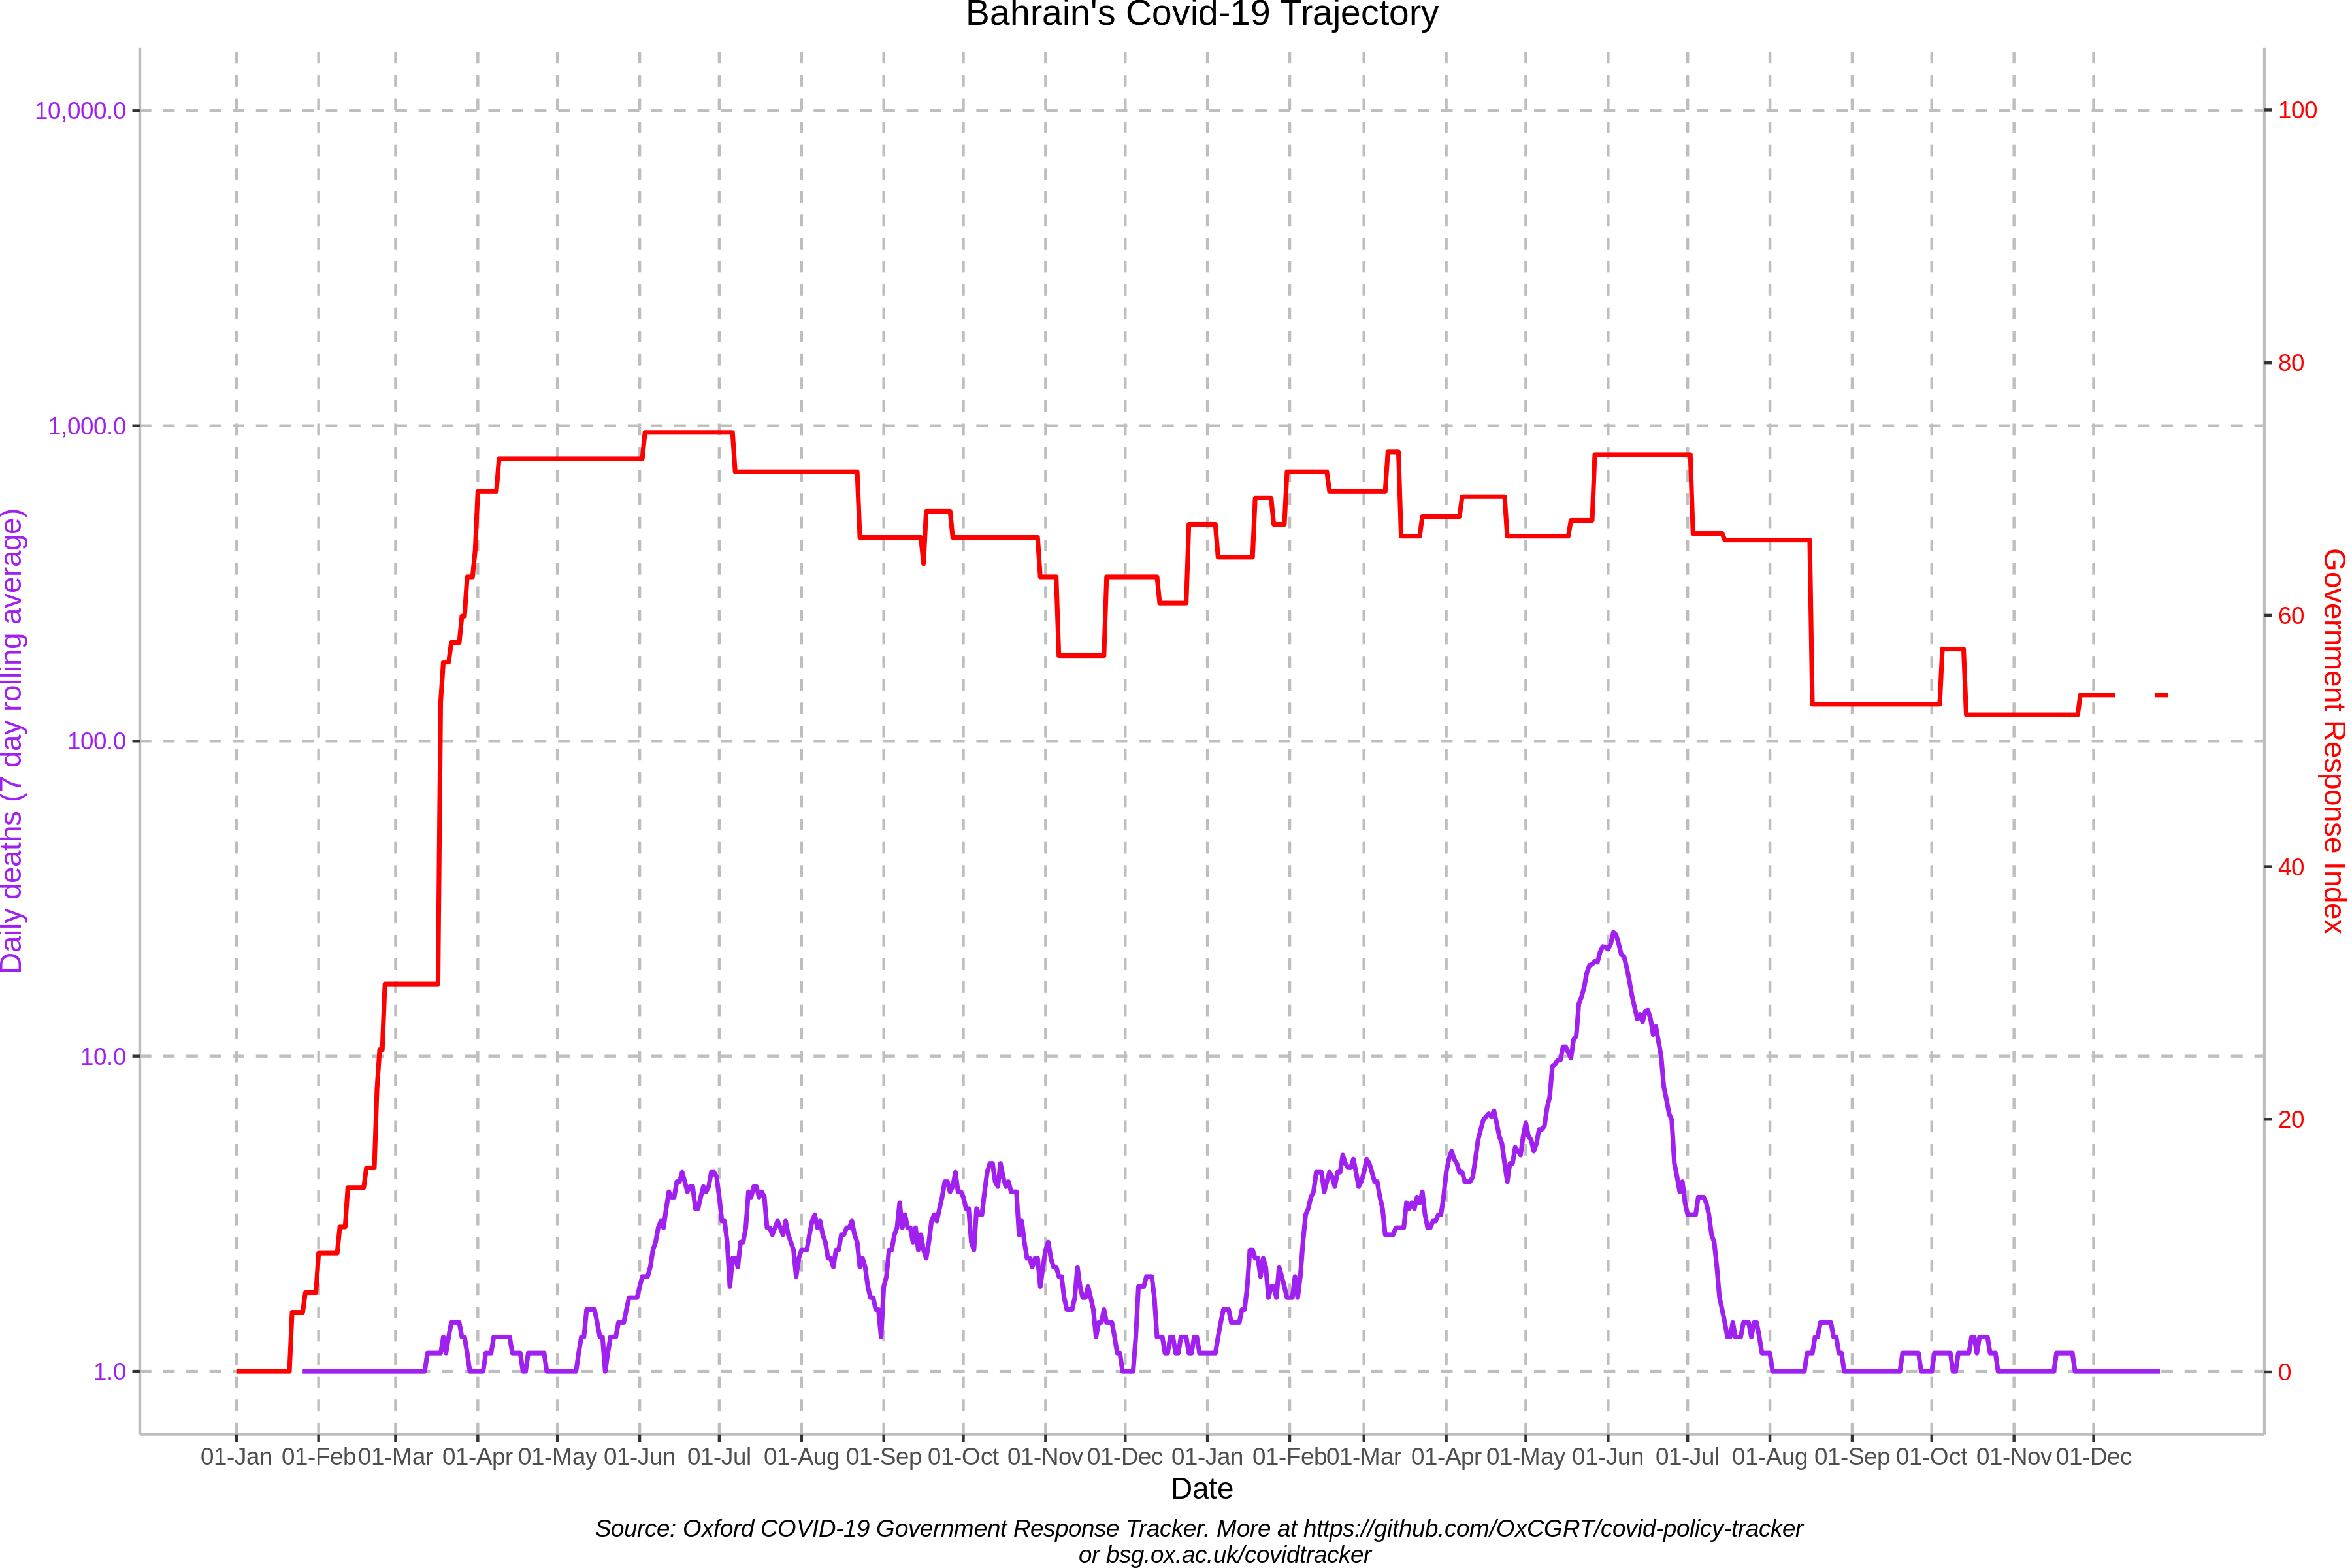 Bahrain's Covid-19 Trajectory
10,000.0
1,000.0
100.0
10.0
1.0
Daily deaths (7 day rolling average)
100
80
60
40
20
0
Government Response Index
01-Jan 01-Feb 01-Mar 01-Apr 01-May 01-Jun 01-Jul 01-Aug 01-Sep 01-Oct 01-Nov 01-Dec 01-Jan 01-Feb 01-Mar 01-Apr 01-May 01-Jun 01-Jul 01-Aug 01-Sep 01-Oct 01-Nov 01-Dec
Date
Source: Oxford COVID-19 Government Response Tracker. More at https://github.com/OxCGRT/covid-policy-tracker
or bsg.ox.ac.uk/covidtracker